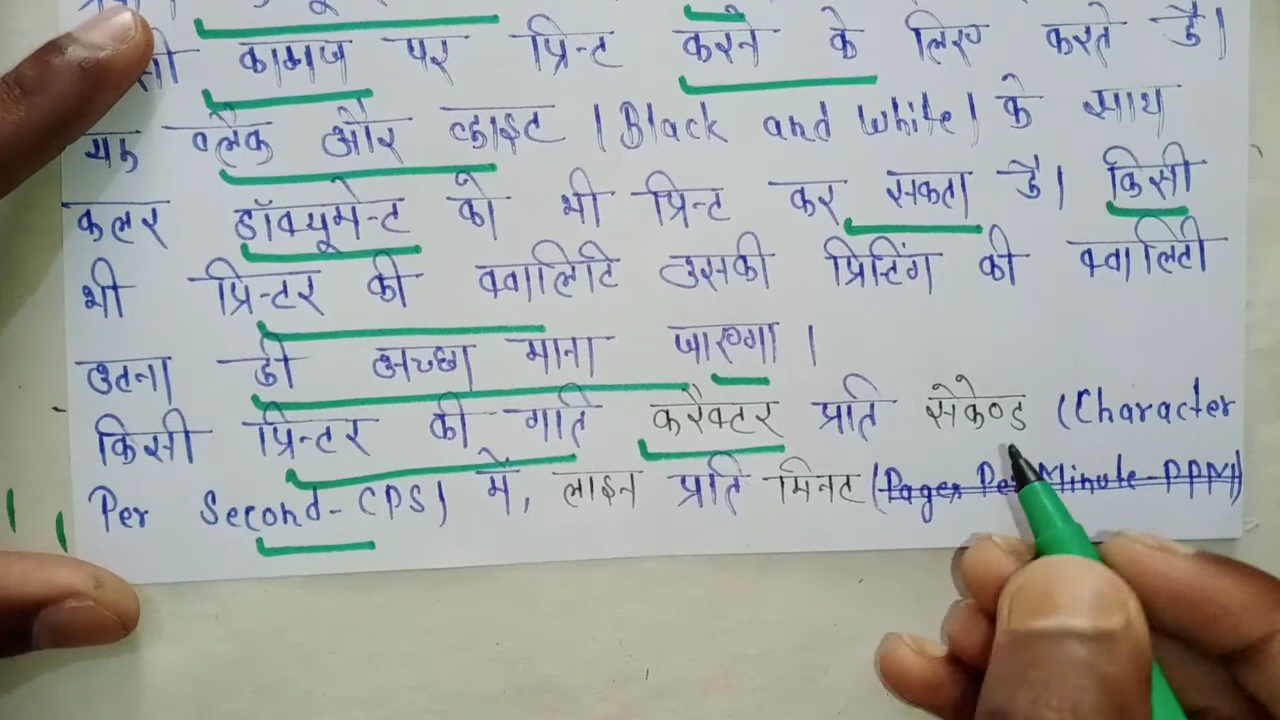 कागज पर प्रिन्ट करने के लिए करते है।
यह ब्लैक और व्हाइट (Black and White) के साथ
कलर डॉक्यूमेन्ट को भी प्रिन्ट कर सकता है। किसी
भी प्रिन्टर की क्वालिटि उसकी प्रिन्टिंग की क्वालिटी
उतना ही अच्छा माना जाएगा।
किसी प्रिन्टर की गति करैक्टर प्रति सेकेण्ड (Character
Per Second-CPS) में, लाइन प्रति मिनट (Pages Per Minute-PPM)